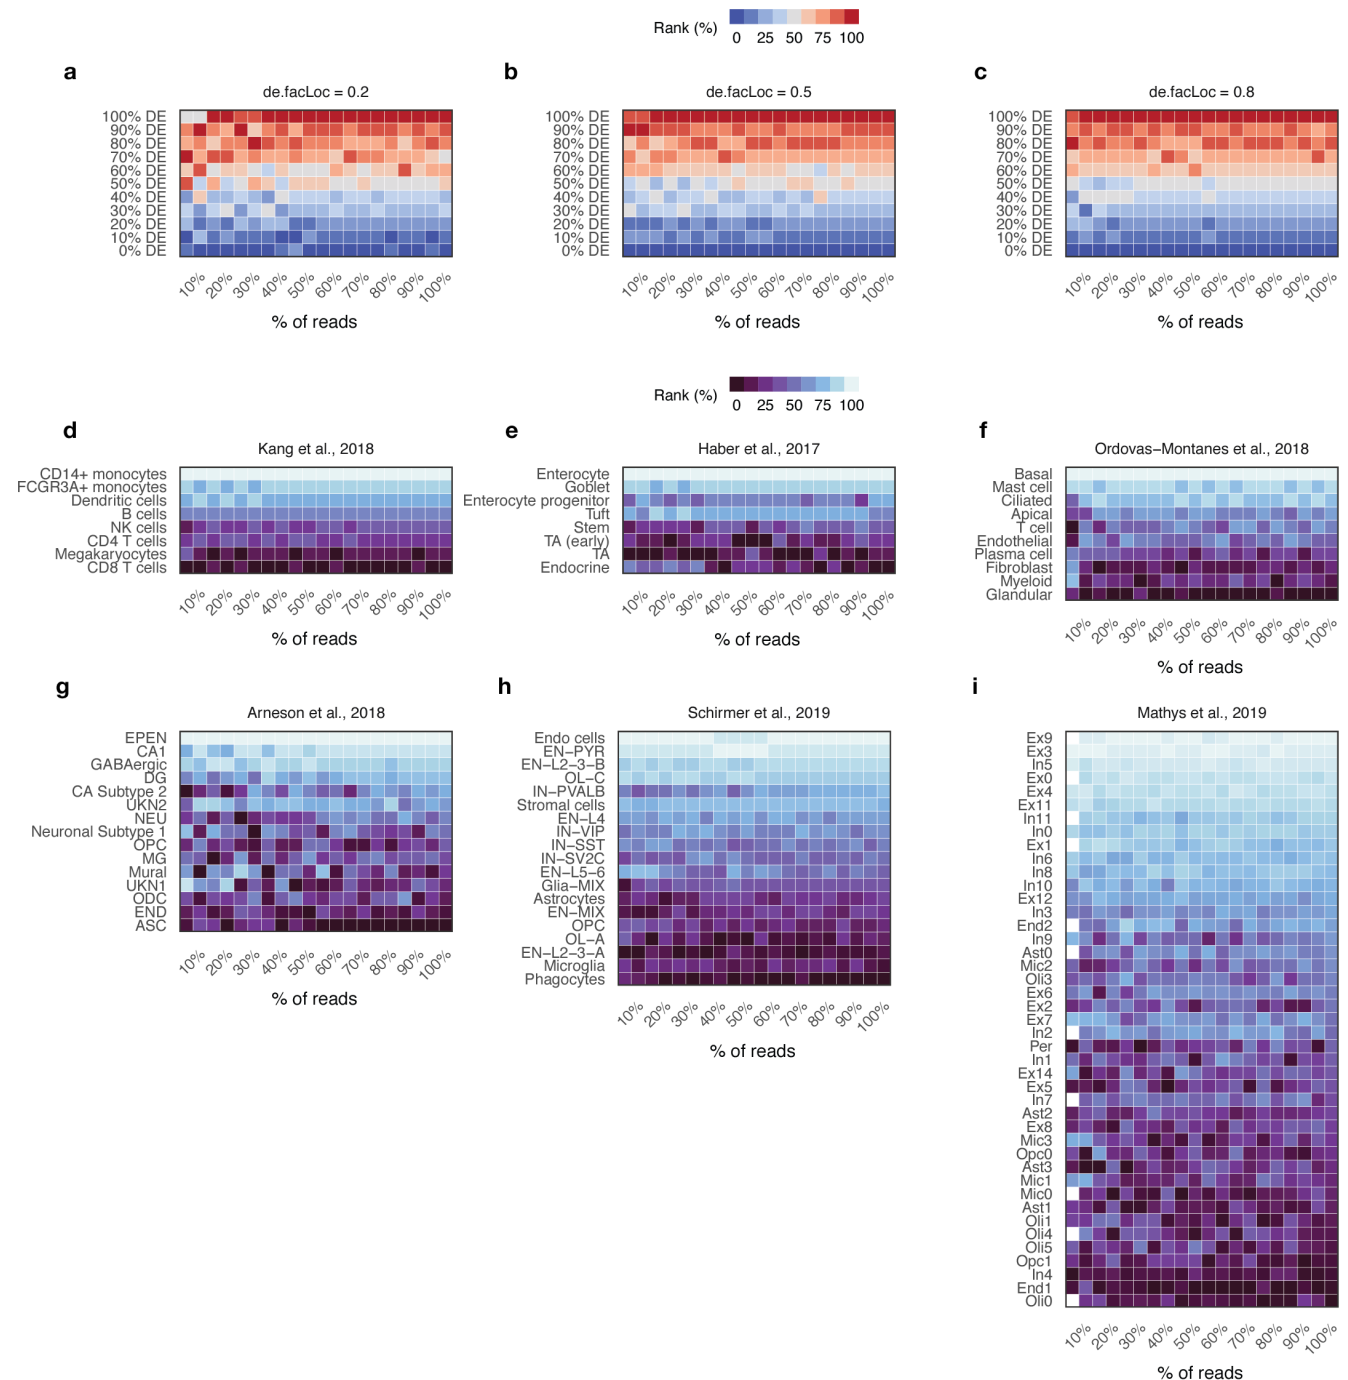 Rank (%)
0 25 50 75 100
a
b
c
de.facLoc = 0.2
de.facLoc = 0.5
de.facLoc = 0.8
100% DE
90% DE
80% DE
70% DE
60% DE
50% DE
40% DE
30% DE
20% DE
10% DE
0% DE
10% 20% 30% 40% 50% 60% 70% 80% 90% 100%
% of reads
100% DE
90% DE
80% DE
70% DE
60% DE
50% DE
40% DE
30% DE
20% DE
10% DE
0% DE
10% 20% 30% 40% 50% 60% 70% 80% 90% 100%
% of reads
100% DE
90% DE
80% DE
70% DE
60% DE
50% DE
40% DE
30% DE
20% DE
10% DE
0% DE
10% 20% 30% 40% 50% 60% 70% 80% 90% 100%
% of reads
Rank (%)
0 25 50 75 100
d
Kang et al., 2018
CD14+ monocytes
FCGR3A+ monocytes
Dendritic cells
B cells
NK cells
CD4 T cells
Megakaryocytes
CD8 T cells
10% 20% 30% 40% 50% 60% 70% 80% 90% 100%
% of reads
e
Haber et al., 2017
Enterocyte
Goblet
Enterocyte progenitor
Tuft
Stem
TA (early)
TA
Endocrine
10% 20% 30% 40% 50% 60% 70% 80% 90% 100%
% of reads
f
Ordovas−Montanes et al., 2018
Basal
Mast cell
Ciliated
Apical
T cell
Endothelial
Plasma cell
Fibroblast
Myeloid
Glandular
10% 20% 30% 40% 50% 60% 70% 80% 90% 100%
% of reads
g
Arneson et al., 2018
EPEN
CA1
GABAergic
DG
CA Subtype 2
UKN2
NEU
Neuronal Subtype 1
OPC
MG
Mural
UKN1
ODC
END
ASC
10% 20% 30% 40% 50% 60% 70% 80% 90% 100%
% of reads
h
Schirmer et al., 2019
Endo cells
EN−PYR
EN−L2−3−B
OL−C
IN−PVALB
Stromal cells
EN−L4
IN−VIP
IN−SST
IN−SV2C
EN−L5−6
Glia−MIX
Astrocytes
EN−MIX
OPC
OL−A
EN−L2−3−A
Microglia
Phagocytes
10% 20% 30% 40% 50% 60% 70% 80% 90% 100%
% of reads
i
Mathys et al., 2019
Ex9
Ex3
In5
Ex0
Ex4
Ex11
In11
In0
Ex1
In6
In8
In10
Ex12
In3
End2
In9
Ast0
Mic2
Oli3
Ex6
Ex2
Ex7
In2
Per
In1
Ex14
Ex5
In7
Ast2
Ex8
Mic3
Opc0
Ast3
Mic1
Mic0
Ast1
Oli1
Oli4
Oli5
Opc1
In4
End1
Oli0
10% 20% 30% 40% 50% 60% 70% 80% 90% 100%
% of reads